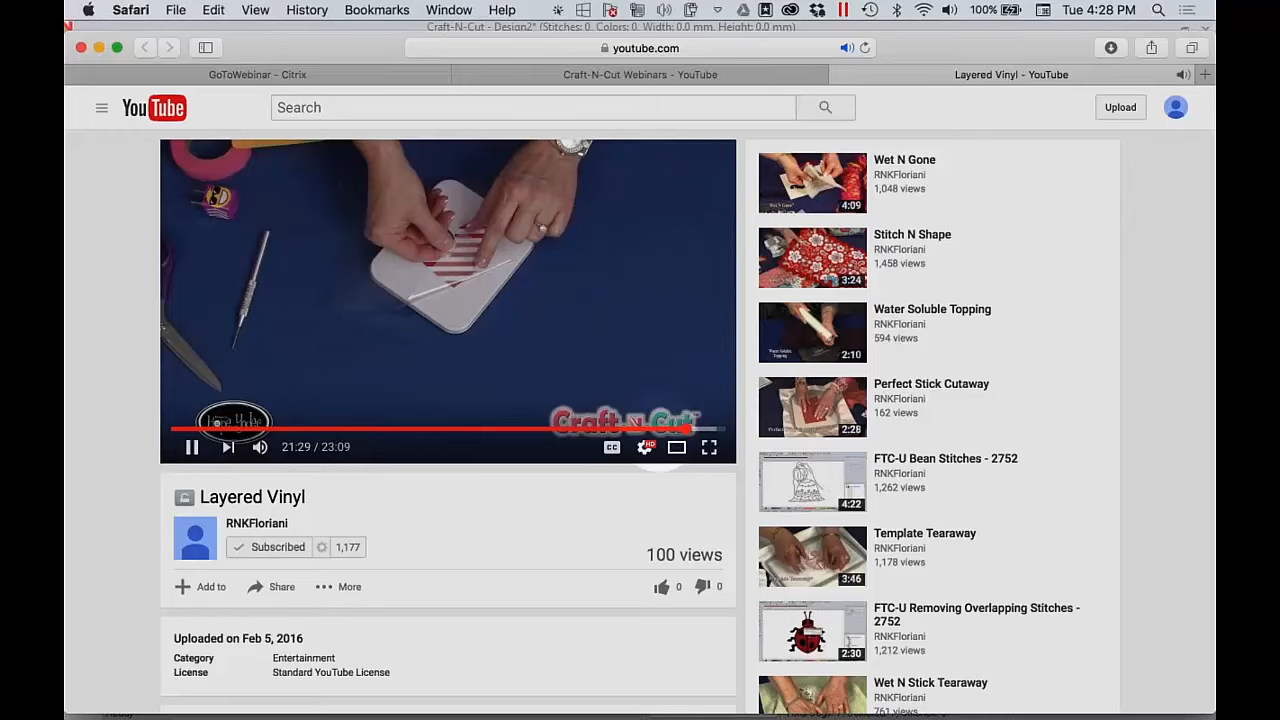 Safari File Edit View History Bookmarks Window Help 100% Tue 4:28 PM
Craft-N-Cut - Design2* (Stitches: 0, Colors: 0, Width: 0.0 mm, Height: 0.0 mm)
youtube.com
GoToWebinar - Citrix
Craft-N-Cut Webinars - YouTube
Layered Vinyl - YouTube
YouTube
Search
Upload
Craft-n-Cut
CC
HD
21:29 / 23:09
Layered Vinyl
RNKFloriani
Subscribed 1,177
100 views
Add to Share More
0 0
Uploaded on Feb 5, 2016
Category Entertainment
License Standard YouTube License
Wet N Gone
RNKFloriani
1,048 views
4:09
Stitch N Shape
RNKFloriani
1,458 views
3:24
Water Soluble Topping
RNKFloriani
594 views
Water Soluble
Topping
2:10
Perfect Stick Cutaway
RNKFloriani
162 views
2:28
FTC-U Bean Stitches - 2752
RNKFloriani
1,262 views
4:22
Template Tearaway
RNKFloriani
1,178 views
3:46
FTC-U Removing Overlapping Stitches -
2752
RNKFloriani
1,212 views
2:30
Wet N Stick Tearaway
RNKFloriani
761 views